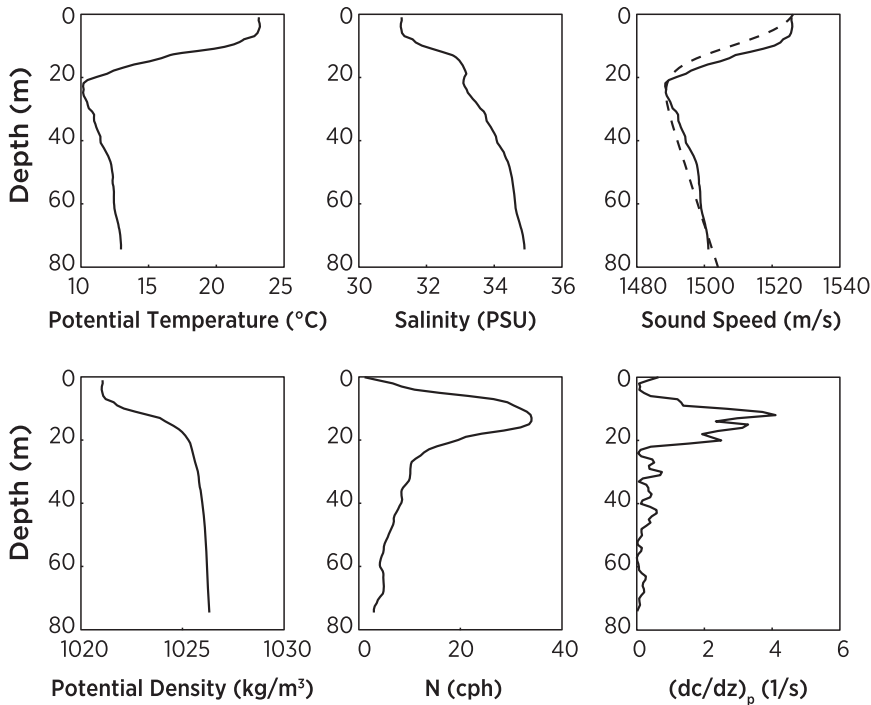 0 0 0
20 20 20
40 40 40
60 60 60
80 80 80
Depth (m)
10 15 20 25 30 32 34 36 1480 1500 1520 1540
Potential Temperature (°C) Salinity (PSU) Sound Speed (m/s)
0 0 0
20 20 20
40 40 40
60 60 60
80 80 80
Depth (m)
1020 1025 1030 0 20 40 0 2 4 6
Potential Density (kg/m³) N (cph) (dc/dz)ₚ (1/s)